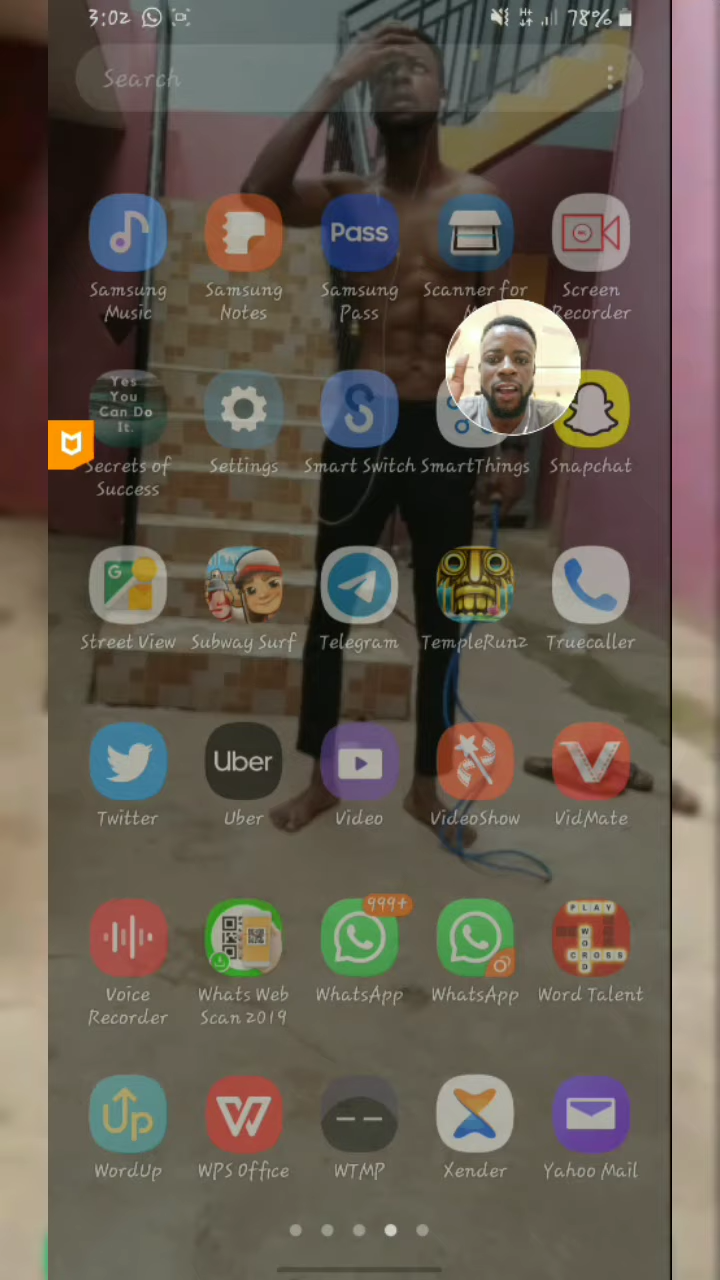 3:02
78%
Search
Pass
Samsung Music
Samsung Notes
Samsung Pass
Scanner for
Screen Recorder
Yes
You
Can Do
It.
Secrets of Success
Settings
Smart Switch
SmartThings
Snapchat
G
Street View
Subway Surf
Telegram
TempleRun2
Truecaller
Uber
Twitter
Uber
Video
VideoShow
VidMate
999+
PLAY
WORD
CROSS
Voice Recorder
Whats Web Scan 2019
WhatsApp
WhatsApp
Word Talent
Up
WordUp
WPS Office
WTMP
Xender
Yahoo Mail